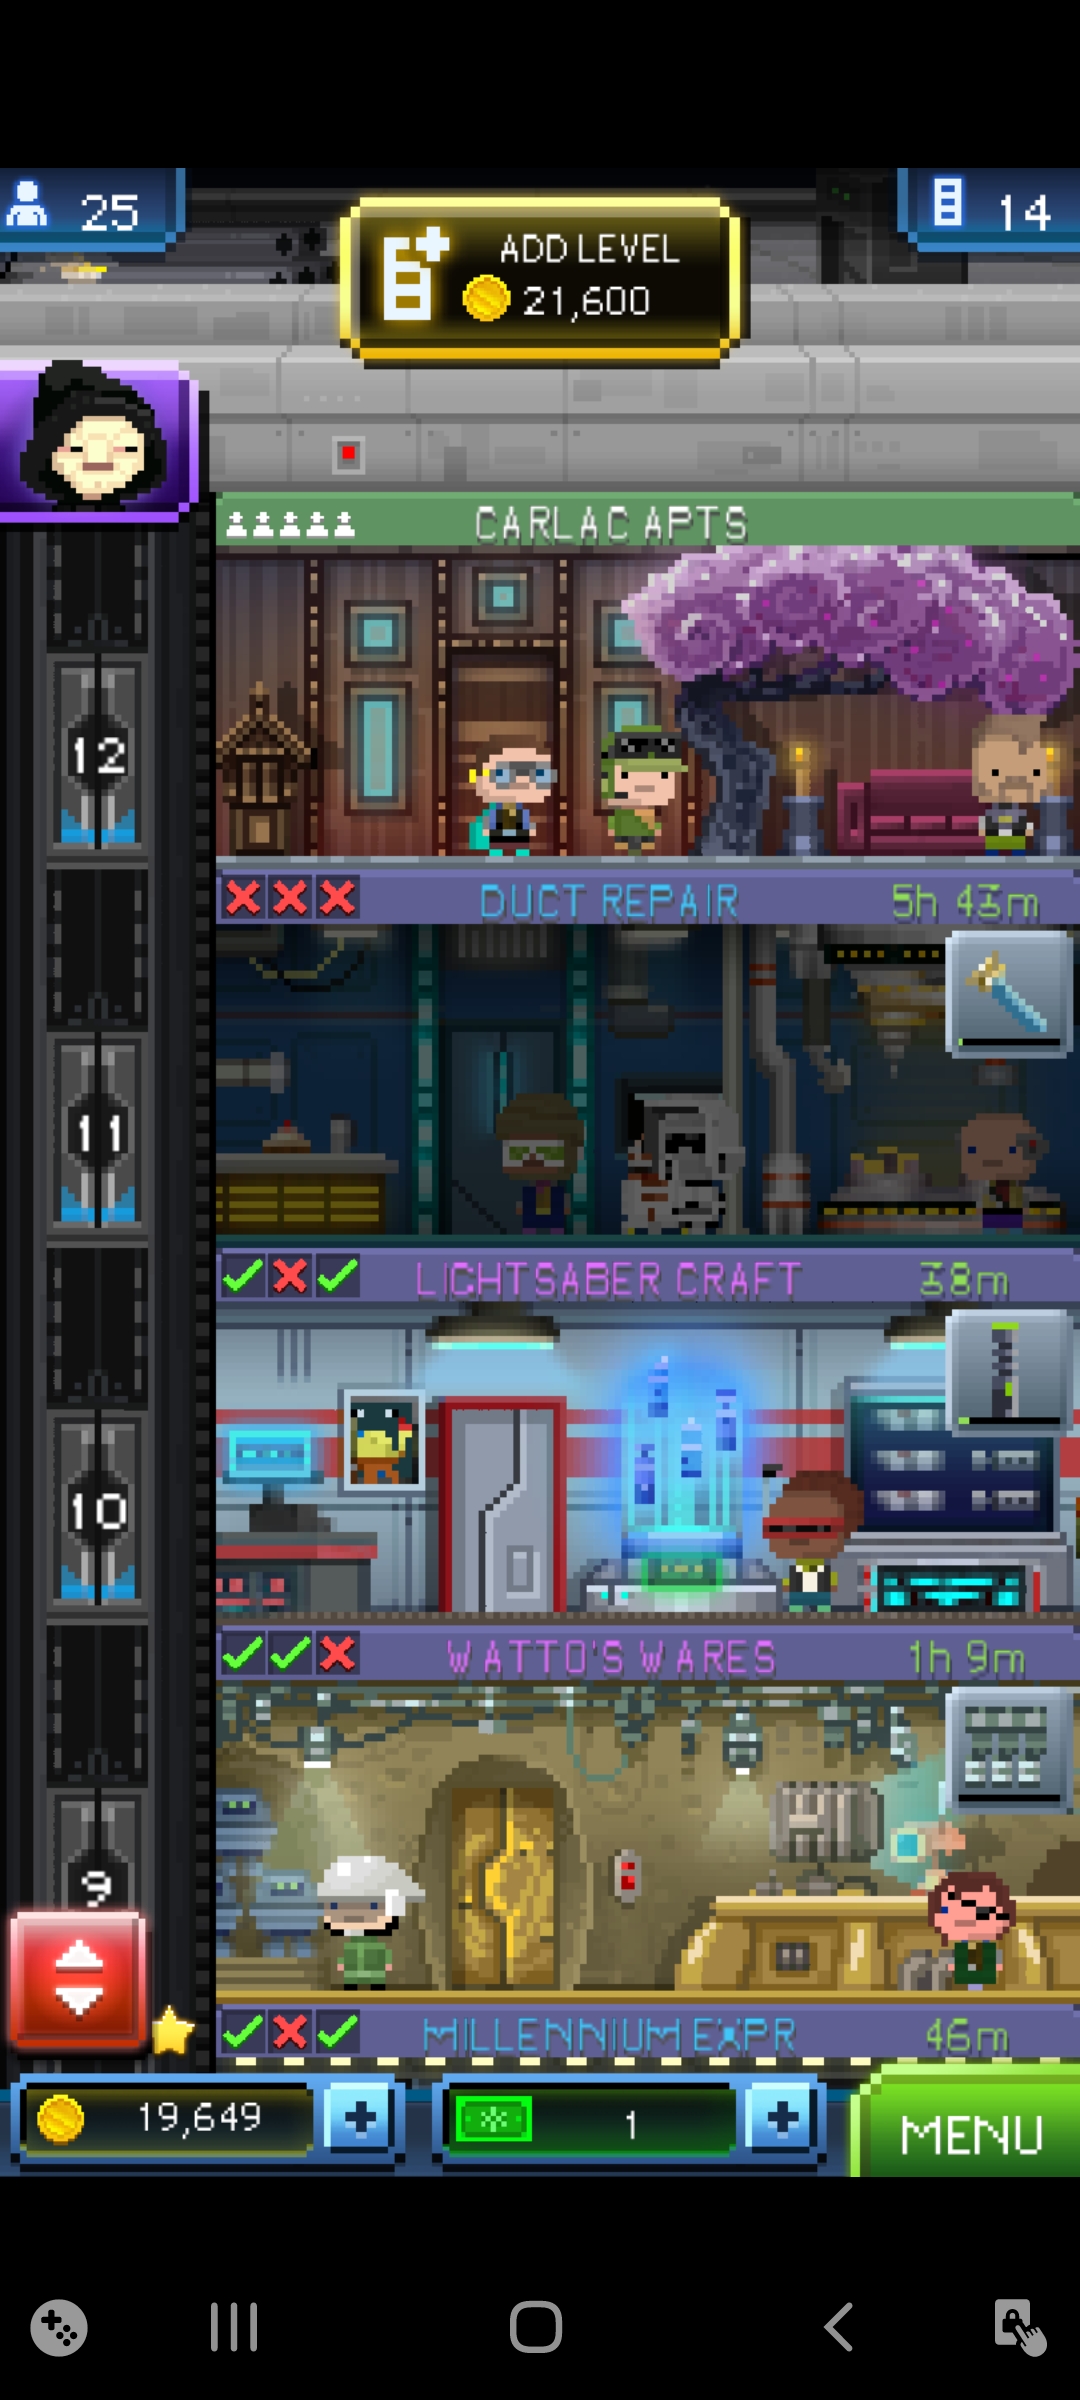 25
ADD LEVEL
21,600
14
CARLAC APTS
12
DUCT REPAIR 5h 43m
11
LIGHTSABER CRAFT 38m
10
WATTO'S WARES 1h 9m
9
MILLENNIUM EXPR 46m
19,649
1
MENU